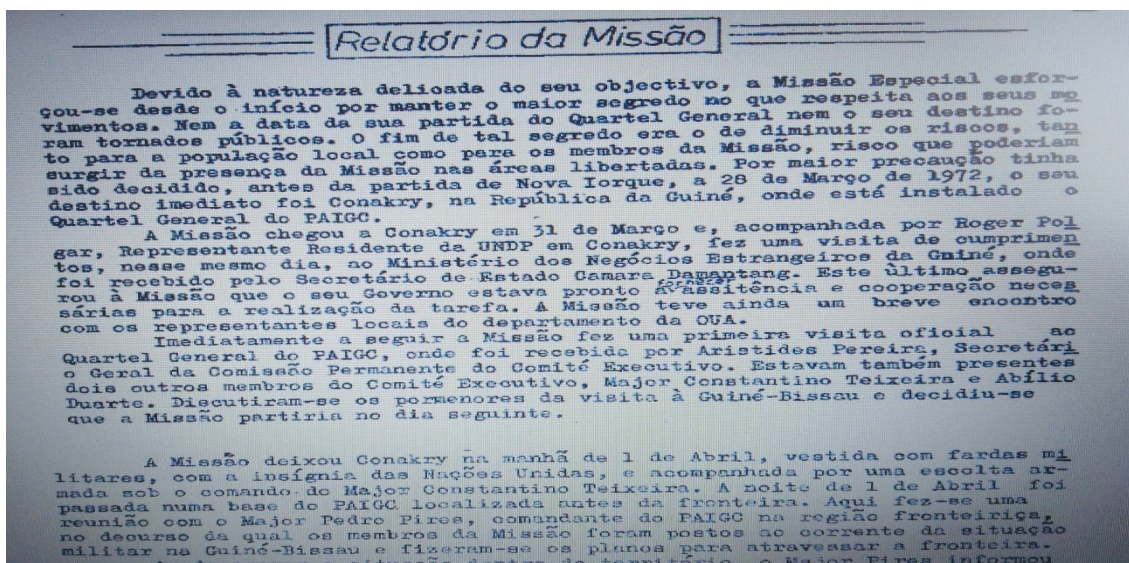 Relatório da Missão
Devido à natureza delicada do seu objectivo, a Missão Especial esfor-
çou-se desde o início por manter o maior segredo no que respeita aos seus mo
vimentos. Nem a data da sua partida do Quartel General nem o seu destino fo-
ram tornados públicos. O fim de tal segredo era o de diminuir os riscos, tan
to para a população local como para os membros da Missão, risco que poderiam
surgir da presença da Missão nas áreas libertadas. Por maior precaução tinha
sido decidido, antes da partida de Nova Iorque, a 28 de Março de 1972, o seu
destino imediato foi Conakry, na República da Guiné, onde está instalado o
Quartel General do PAIGC.
A Missão chegou a Conakry em 31 de Março e, acompanhada por Roger Pol
gar, Representante Residente da UNDP em Conakry, fez uma visita de cumprimen
tos, nesse mesmo dia, ao Ministério dos Negócios Estrangeiros da Guiné, onde
foi recebido pelo Secretário de Estado Camara Damantang. Este último assegu-
rou à Missão que o seu Governo estava pronto a fornecer assitência e cooperação neces
sárias para a realização da tarefa. A Missão teve ainda um breve encontro
com os representantes locais do departamento da OUA.
Imediatamente a seguir a Missão fez uma primeira visita oficial ao
Quartel General do PAIGC, onde foi recebida por Aristides Pereira, Secretári
o Geral da Comissão Permanente do Comité Executivo. Estavam também presentes
dois outros membros do Comité Executivo, Major Constantino Teixeira e Abílio
Duarte. Discutiram-se os pormenores da visita à Guiné-Bissau e decidiu-se
que a Missão partiria no dia seguinte.
A Missão deixou Conakry na manhã de 1 de Abril, vestida com fardas mi
litares, com a insígnia das Nações Unidas, e acompanhada por uma escolta ar-
mada sob o comando do Major Constantino Teixeira. A noite de 1 de Abril foi
passada numa base do PAIGC localizada antes da fronteira. Aqui fez-se uma
reunião com o Major Pedro Pires, comandante do PAIGC na região fronteiriça,
no decurso da qual os membros da Missão foram postos ao corrente da situação
militar na Guiné-Bissau e fizeram-se os planos para atravessar a fronteira.
território, o Major Pires informou